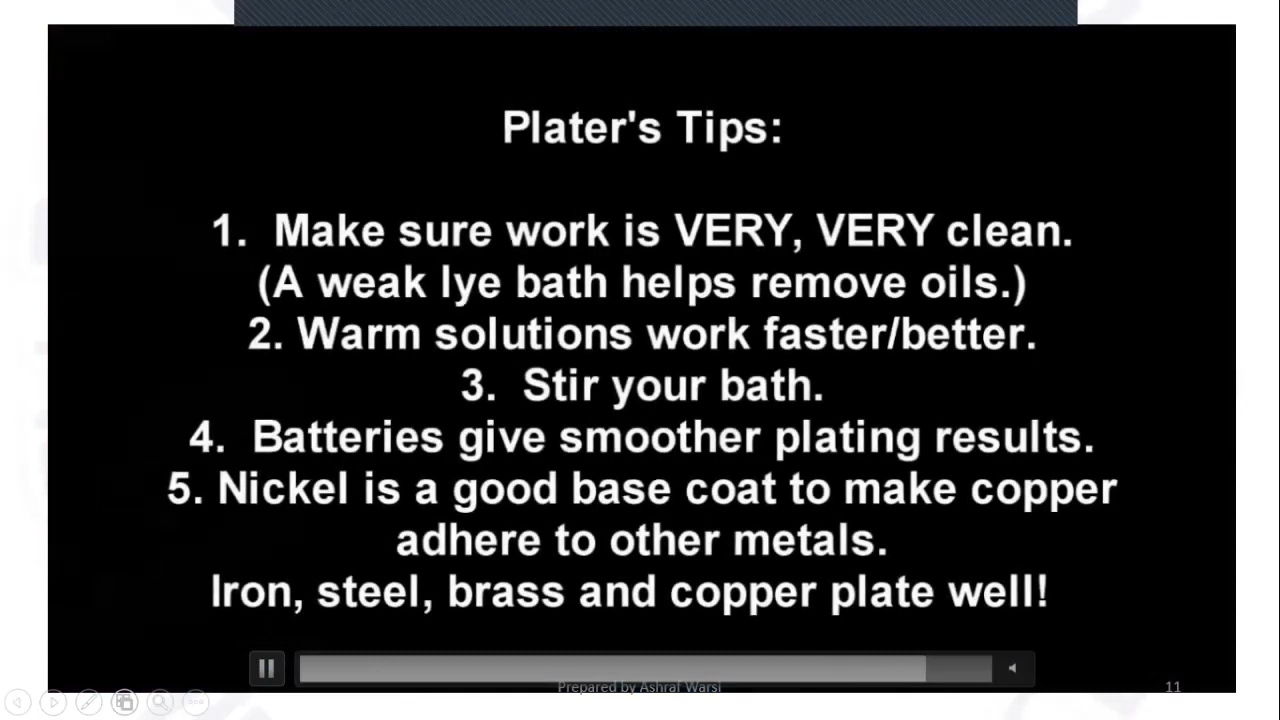 Plater's Tips:
1. Make sure work is VERY, VERY clean.
(A weak lye bath helps remove oils.)
2. Warm solutions work faster/better.
3. Stir your bath.
4. Batteries give smoother plating results.
5. Nickel is a good base coat to make copper
adhere to other metals.
Iron, steel, brass and copper plate well!
Prepared by Ashraf Warsi
11